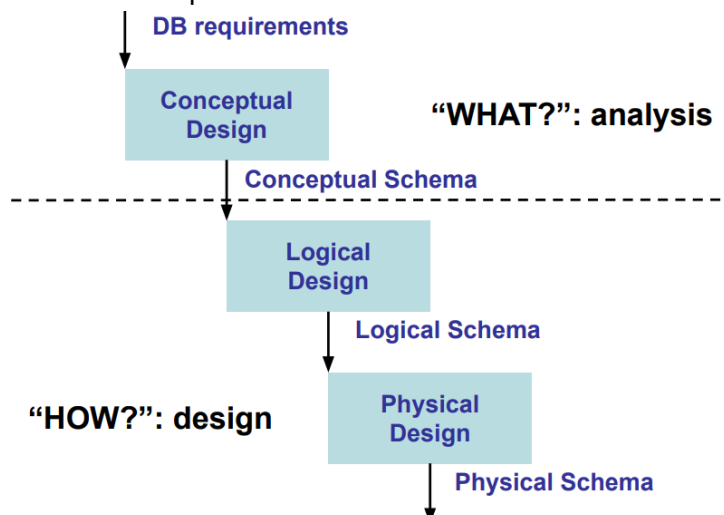 DB requirements
Conceptual
Design
“WHAT?”: analysis
Conceptual Schema
Logical
Design
Logical Schema
“HOW?”: design
Physical
Design
Physical Schema